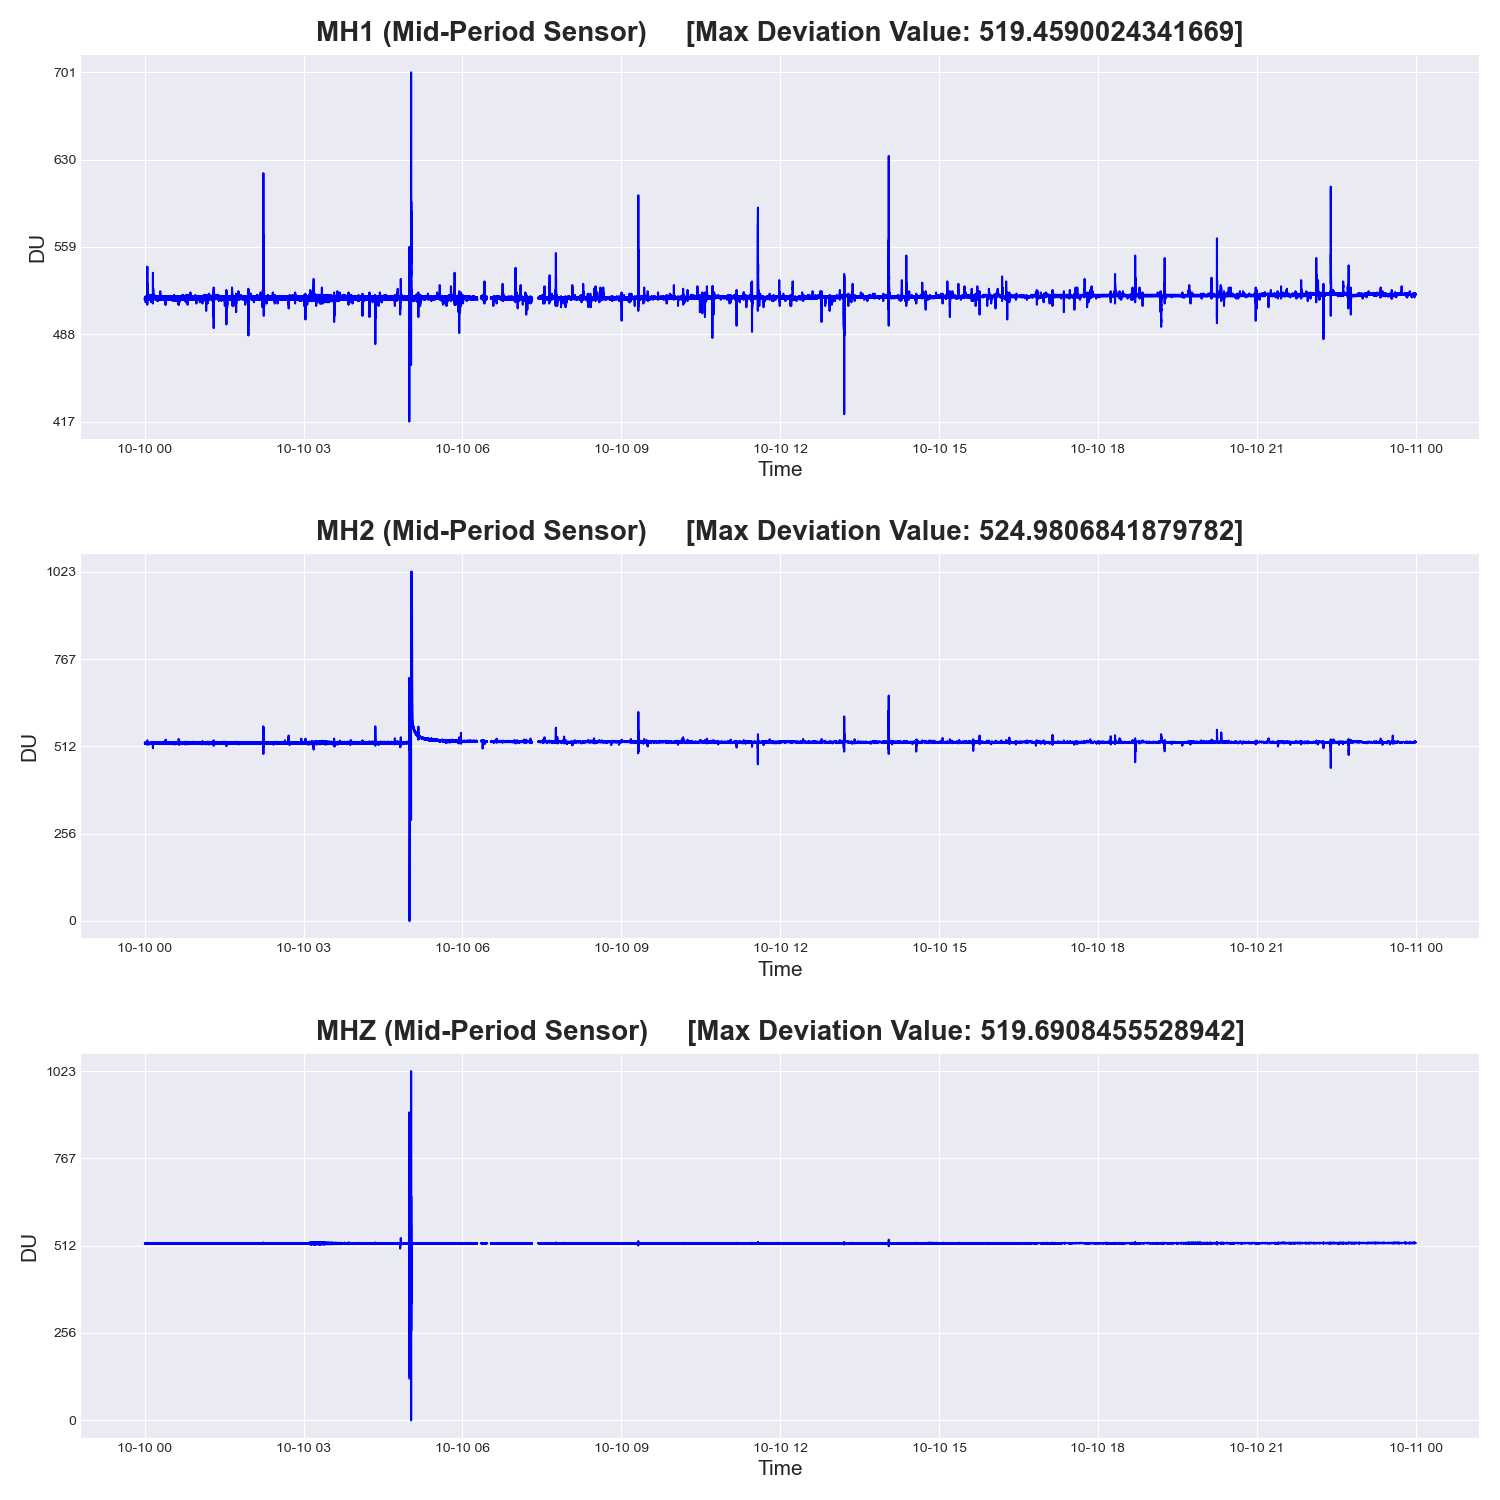 MH1 (Mid-Period Sensor) [Max Deviation Value: 519.4590024341669]
701
630
559
488
417
DU
10-10 00 10-10 03 10-10 06 10-10 09 10-10 12 10-10 15 10-10 18 10-10 21 10-11 00
Time
MH2 (Mid-Period Sensor) [Max Deviation Value: 524.9806841879782]
1023
767
512
256
0
DU
10-10 00 10-10 03 10-10 06 10-10 09 10-10 12 10-10 15 10-10 18 10-10 21 10-11 00
Time
MHZ (Mid-Period Sensor) [Max Deviation Value: 519.6908455528942]
1023
767
512
256
0
DU
10-10 00 10-10 03 10-10 06 10-10 09 10-10 12 10-10 15 10-10 18 10-10 21 10-11 00
Time